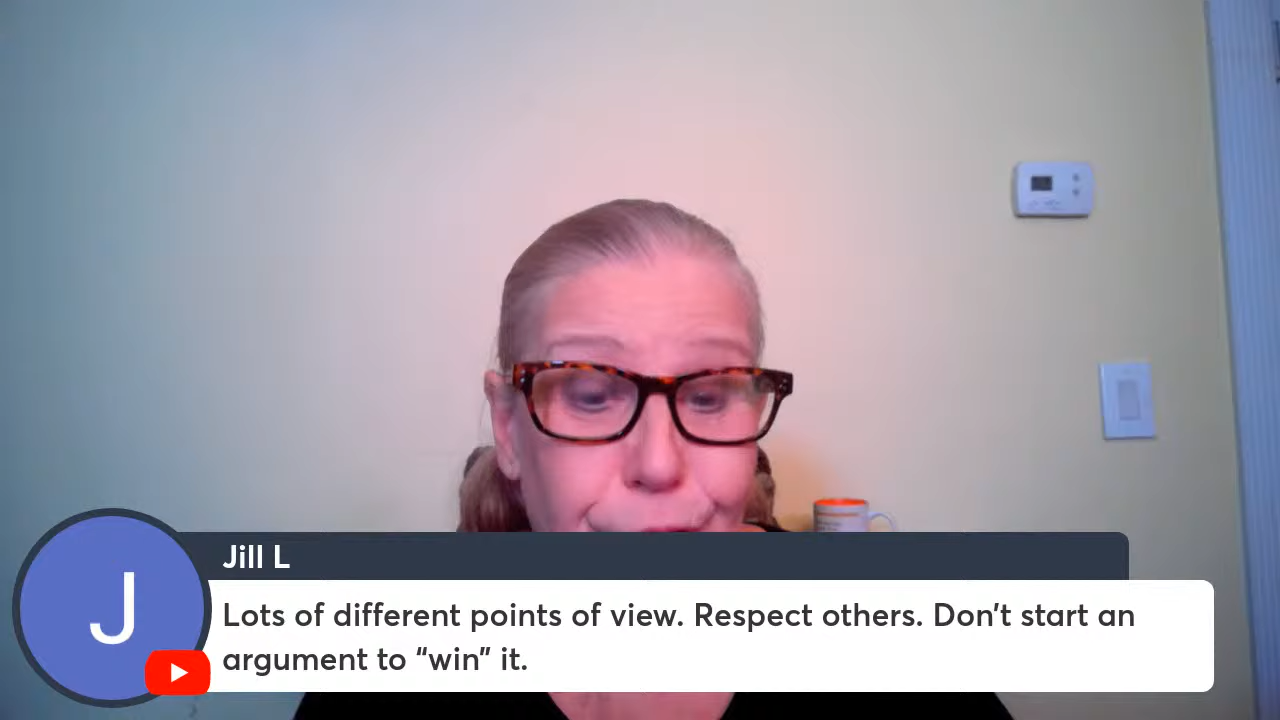 J
Jill L
Lots of different points of view. Respect others. Don’t start an
argument to “win” it.